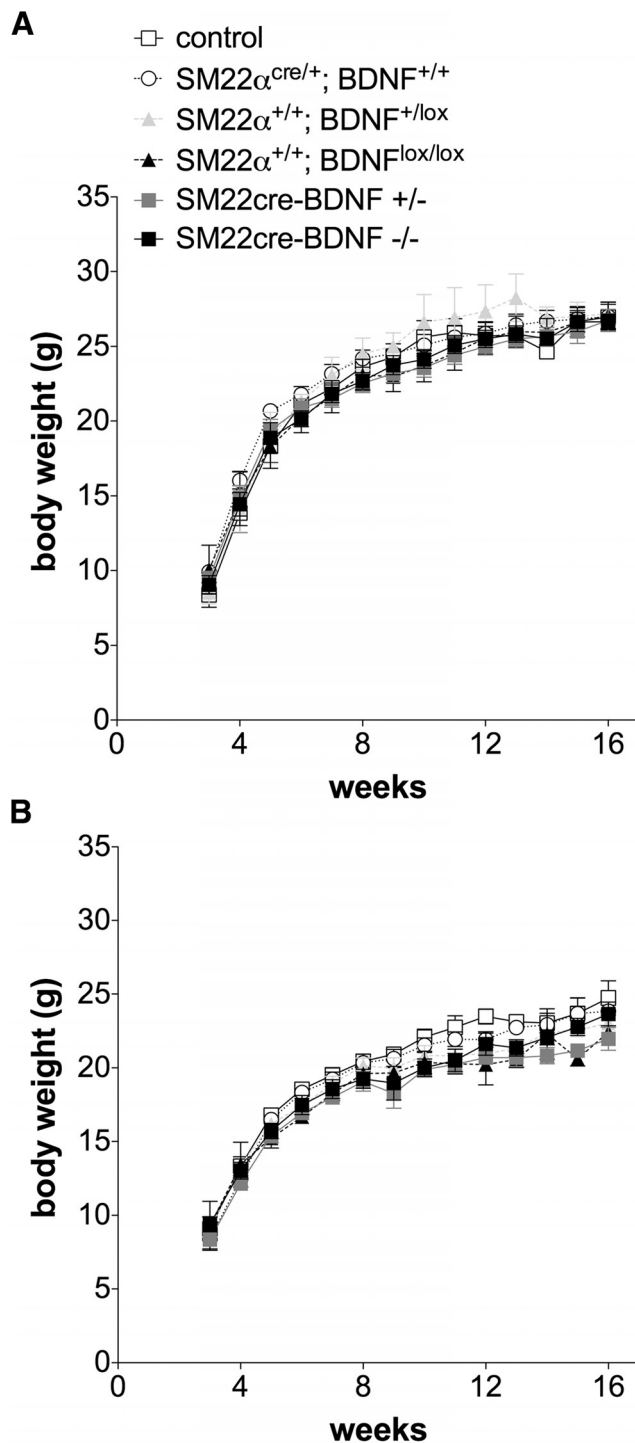 A
control
SM22α^cre/+; BDNF^+/+
SM22α^+/+; BDNF^+/lox
SM22α^+/+; BDNF^lox/lox
SM22cre-BDNF +/-
SM22cre-BDNF -/-
35
30
25
20
15
10
5
0
body weight (g)
0 4 8 12 16
weeks
B
35
30
25
20
15
10
5
0
body weight (g)
0 4 8 12 16
weeks